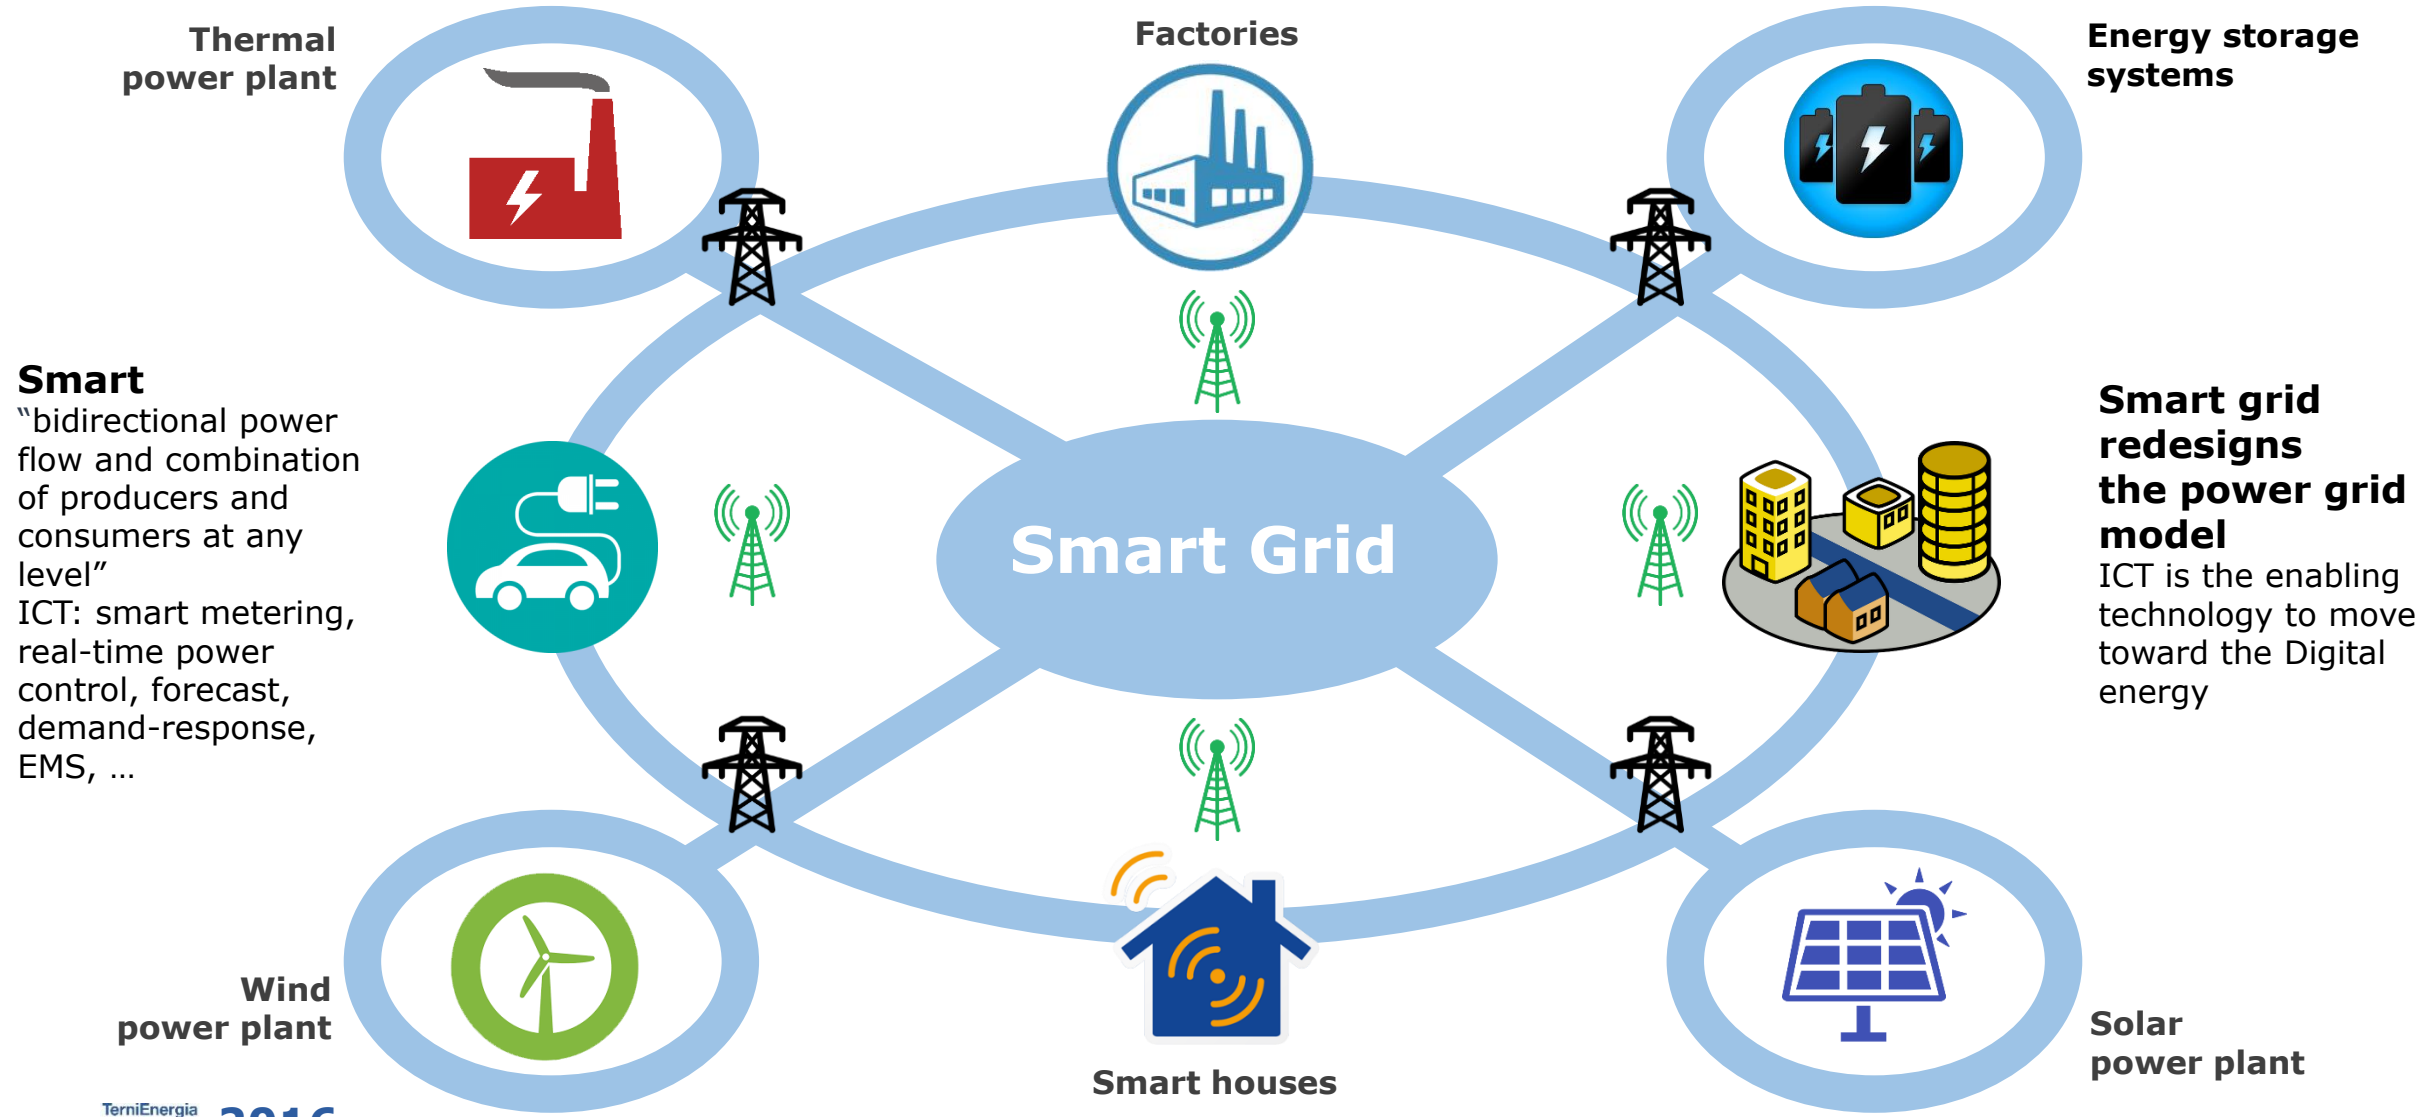 Thermal
power plant
Factories
Energy storage
systems
Smart
“bidirectional power
flow and combination
of producers and
consumers at any
level”
ICT: smart metering,
real-time power
control, forecast,
demand-response,
EMS, ...
Smart Grid
Smart grid
redesigns
the power grid
model
ICT is the enabling
technology to move
toward the Digital
energy
Wind
power plant
Smart houses
Solar
power plant
TerniEnergia
2016